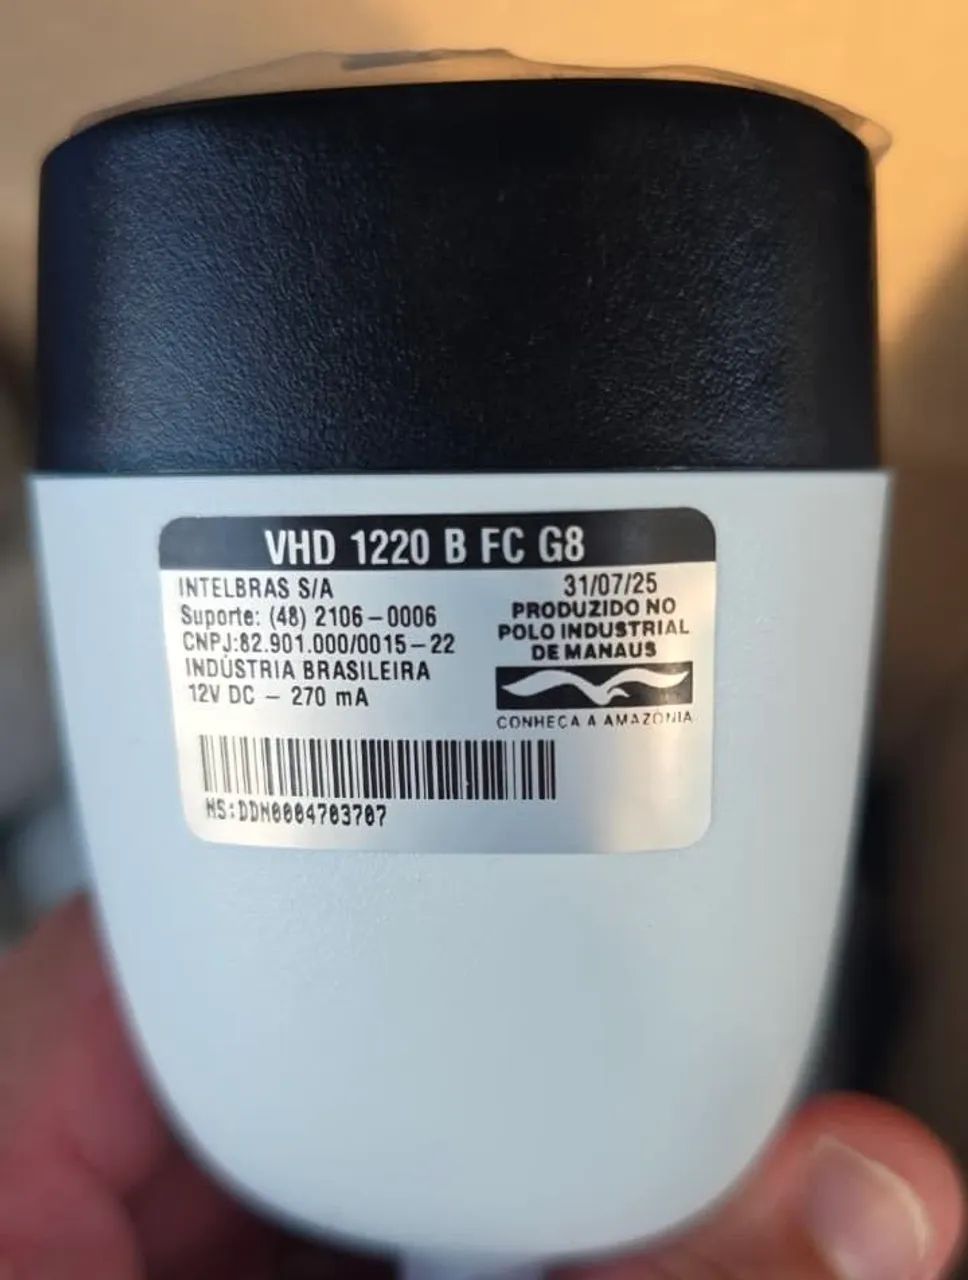 VHD 1220 B FC G8
INTELBRAS S/A
Suporte: (48) 2106-0006
CNPJ:82.901.000/0015-22
INDÚSTRIA BRASILEIRA
12V DC - 270 mA
31/07/25
PRODUZIDO NO
POLO INDUSTRIAL
DE MANAUS
CONHEÇA A AMAZÔNIA
NS:DDN0004703707